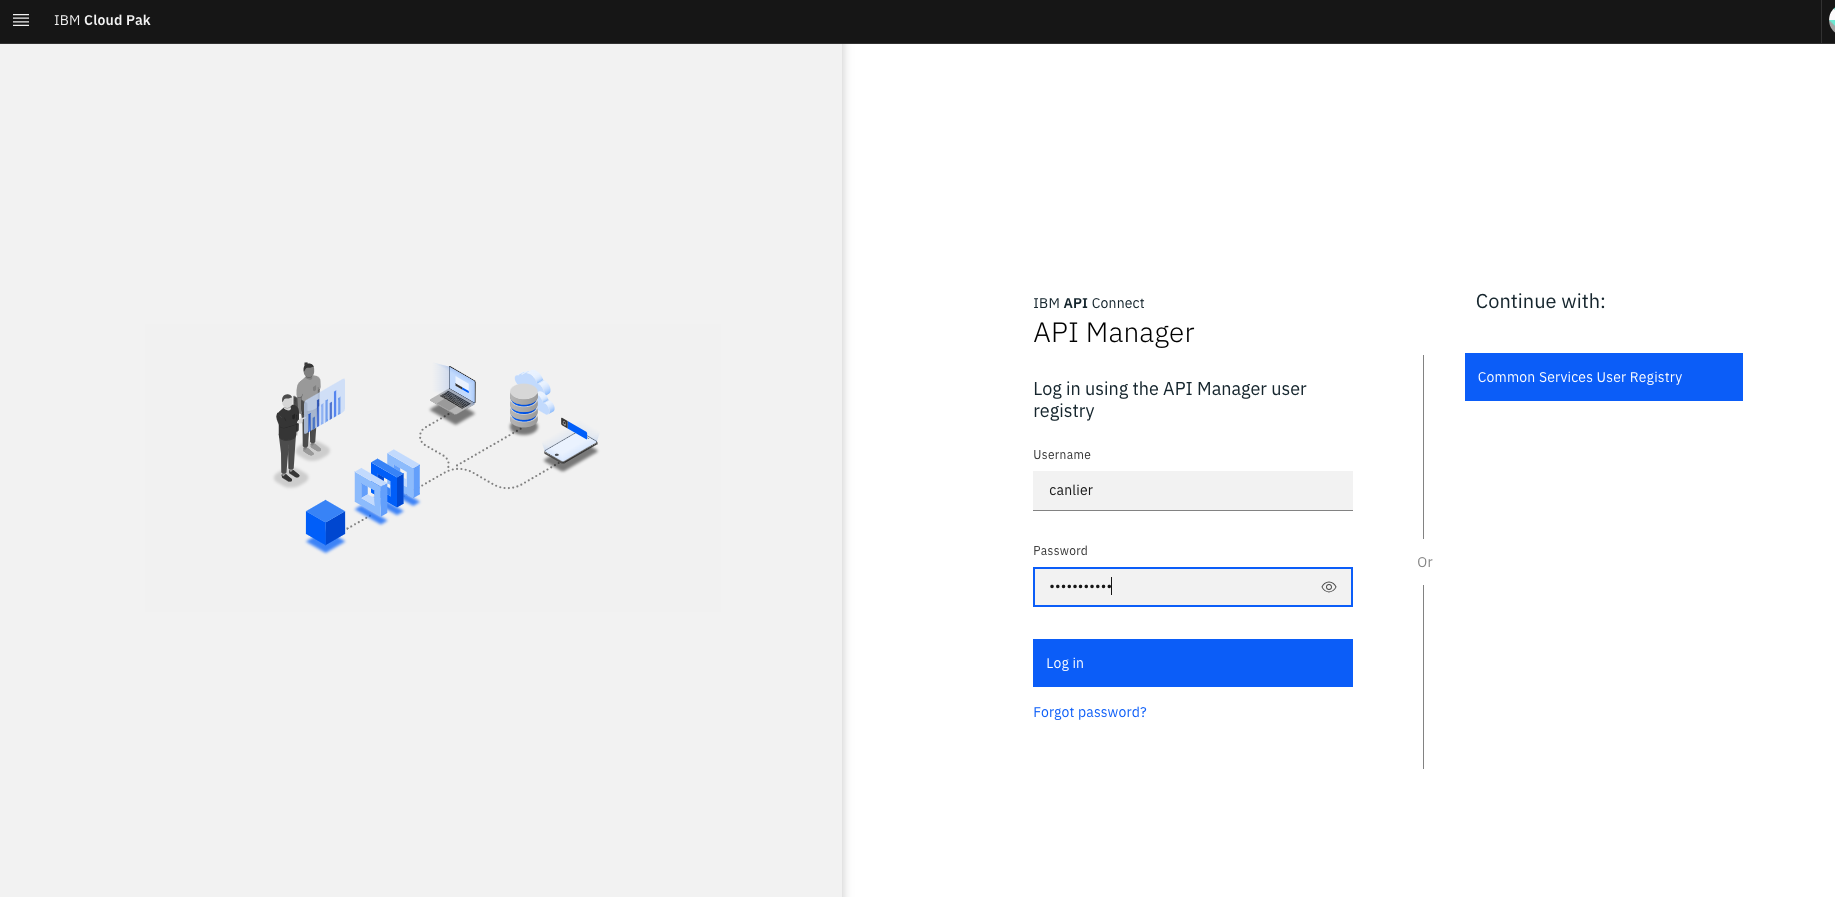 IBM Cloud Pak
IBM API Connect
API Manager
Log in using the API Manager user
registry
Username
canlier
Password
•••••••••••
Log in
Forgot password?
Or
Continue with:
Common Services User Registry